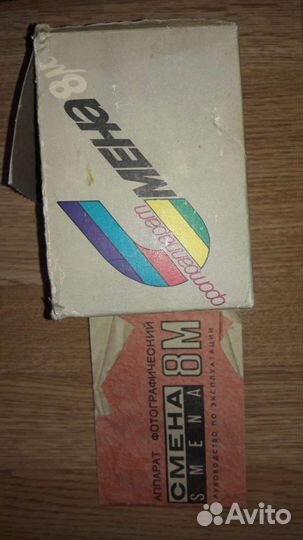 СМЕНА 8М
фотоаппарат
АППАРАТ ФОТОГРАФИЧЕСКИЙ
СМЕНА 8М
SMENA
РУКОВОДСТВО ПО ЭКСПЛУАТАЦИИ
Avito